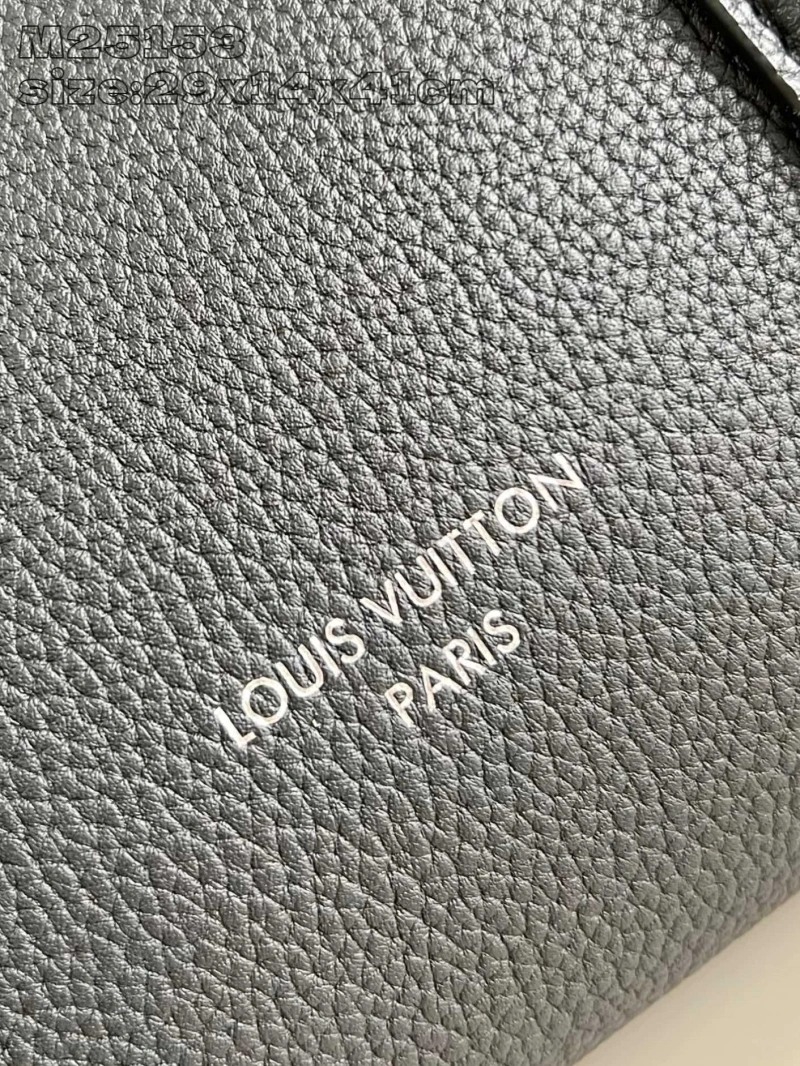 M25153
size:29x14x41cm
LOUIS VUITTON
PARIS